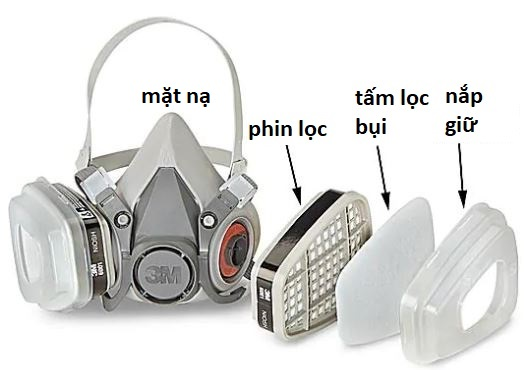 mặt nạ
phin lọc
tấm lọc
bụi
nắp
giữ
3M